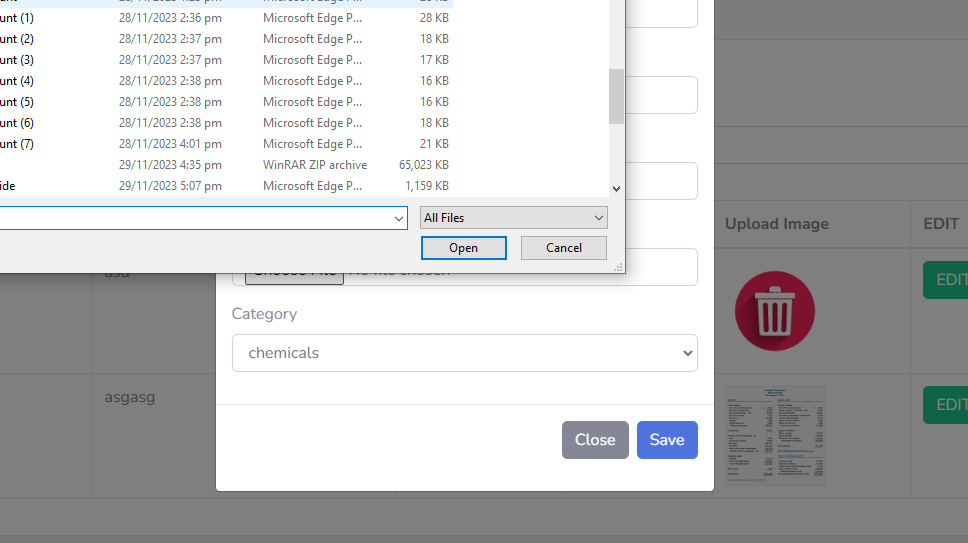 unt (1) 28/11/2023 2:36 pm Microsoft Edge P... 28 KB
unt (2) 28/11/2023 2:37 pm Microsoft Edge P... 18 KB
unt (3) 28/11/2023 2:37 pm Microsoft Edge P... 17 KB
unt (4) 28/11/2023 2:38 pm Microsoft Edge P... 16 KB
unt (5) 28/11/2023 2:38 pm Microsoft Edge P... 16 KB
unt (6) 28/11/2023 2:38 pm Microsoft Edge P... 18 KB
unt (7) 28/11/2023 4:01 pm Microsoft Edge P... 21 KB
29/11/2023 4:35 pm WinRAR ZIP archive 65,023 KB
ide 29/11/2023 5:07 pm Microsoft Edge P... 1,159 KB
All Files
Open Cancel
Upload Image EDIT
asa
Choose File No file chosen
EDIT
Category
chemicals
asgasg
EDIT
Close Save